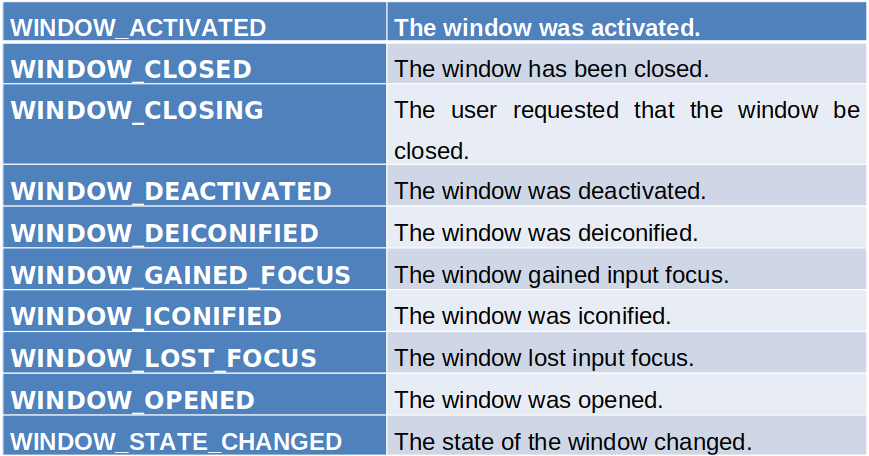 WINDOW_ACTIVATED The window was activated.
WINDOW_CLOSED The window has been closed.
WINDOW_CLOSING The user requested that the window be
closed.
WINDOW_DEACTIVATED The window was deactivated.
WINDOW_DEICONIFIED The window was deiconified.
WINDOW_GAINED_FOCUS The window gained input focus.
WINDOW_ICONIFIED The window was iconified.
WINDOW_LOST_FOCUS The window lost input focus.
WINDOW_OPENED The window was opened.
WINDOW_STATE_CHANGED The state of the window changed.